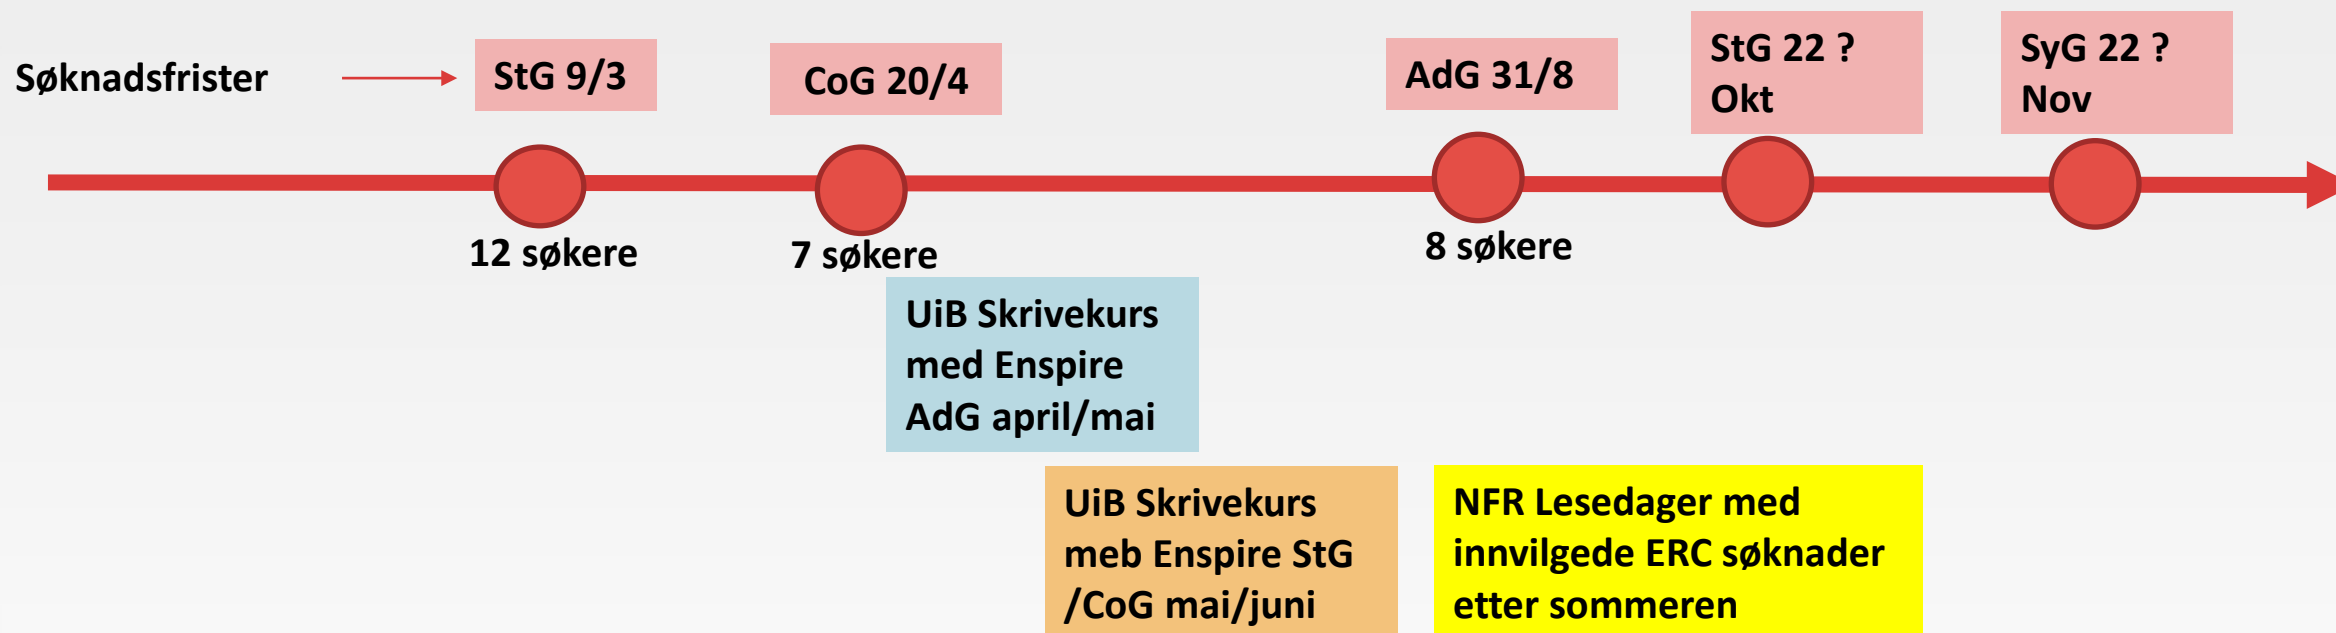 Søknadsfrister
StG 9/3
CoG 20/4
AdG 31/8
StG 22 ?
Okt
SyG 22 ?
Nov
12 søkere
7 søkere
8 søkere
UiB Skrivekurs
med Enspire
AdG april/mai
UiB Skrivekurs
meb Enspire StG
/CoG mai/juni
NFR Lesedager med
innvilgede ERC søknader
etter sommeren